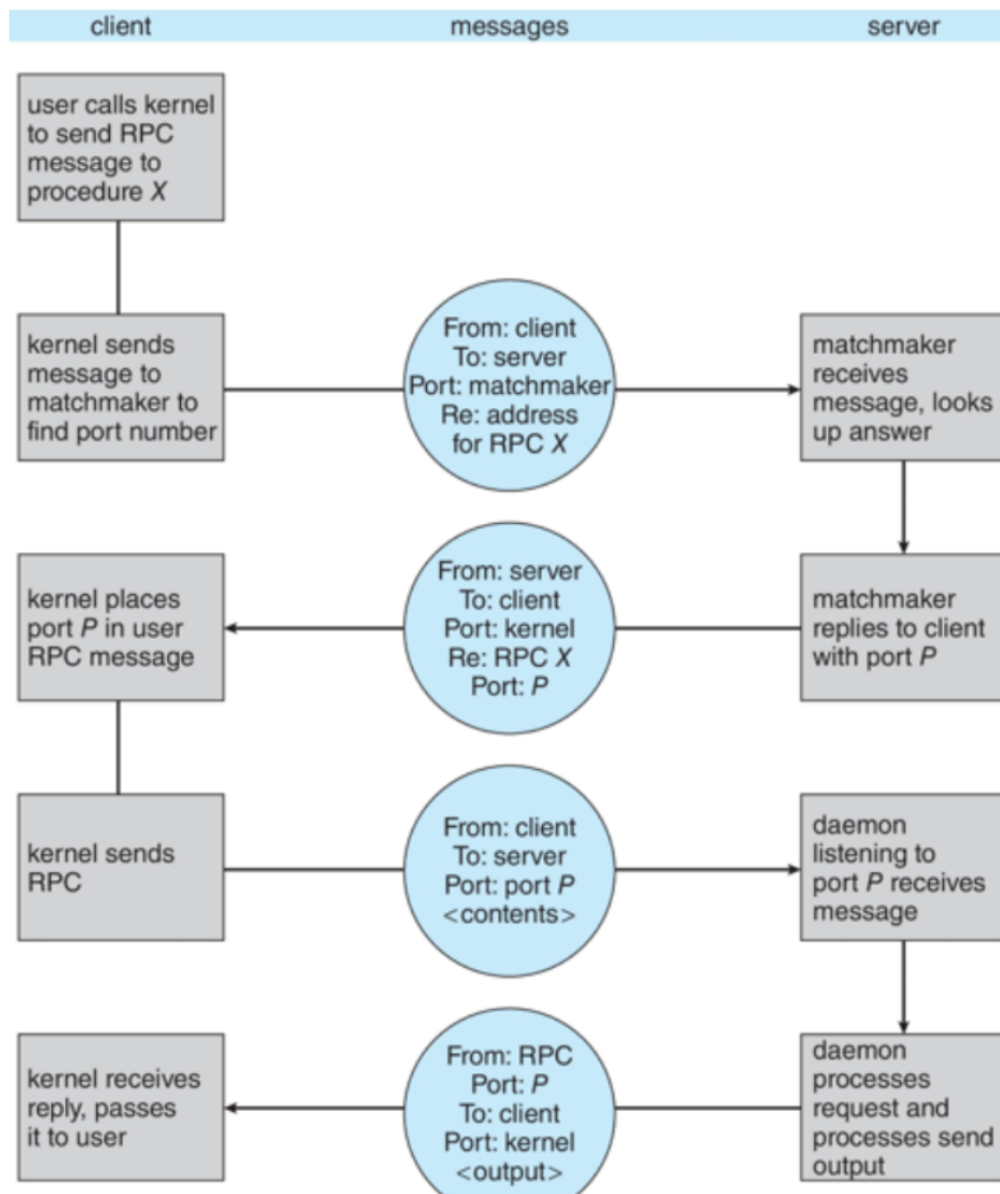 client
messages
server
user calls kernel
to send RPC
message to
procedure X
kernel sends
message to
matchmaker to
find port number
From: client
To: server
Port: matchmaker
Re: address
for RPC X
matchmaker
receives
message, looks
up answer
kernel places
port P in user
RPC message
From: server
To: client
Port: kernel
Re: RPC X
Port: P
matchmaker
replies to client
with port P
kernel sends
RPC
From: client
To: server
Port: port P
<contents>
daemon
listening to
port P receives
message
kernel receives
reply, passes
it to user
From: RPC
Port: P
To: client
Port: kernel
<output>
daemon
processes
request and
processes send
output